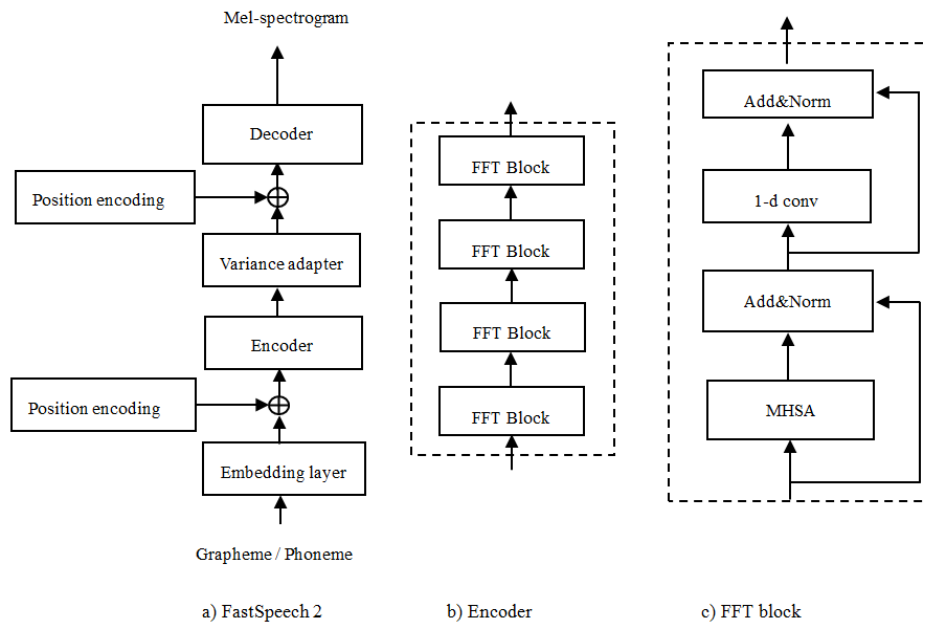 Mel-spectrogram
Decoder
Position encoding
Variance adapter
Encoder
Position encoding
Embedding layer
Grapheme / Phoneme
a) FastSpeech 2
FFT Block
FFT Block
FFT Block
FFT Block
b) Encoder
Add&Norm
1-d conv
Add&Norm
MHSA
c) FFT block